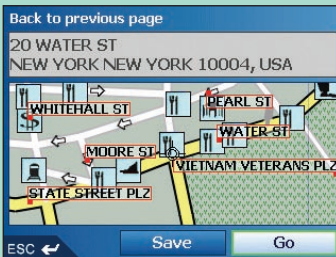 Back to previous page
20 WATER ST
NEW YORK NEW YORK 10004, USA
WHITEHALL ST
PEARL ST
WATER ST
MOORE ST
VIETNAM VETERANS PLZ
STATE STREET PLZ
ESC
Save
Go